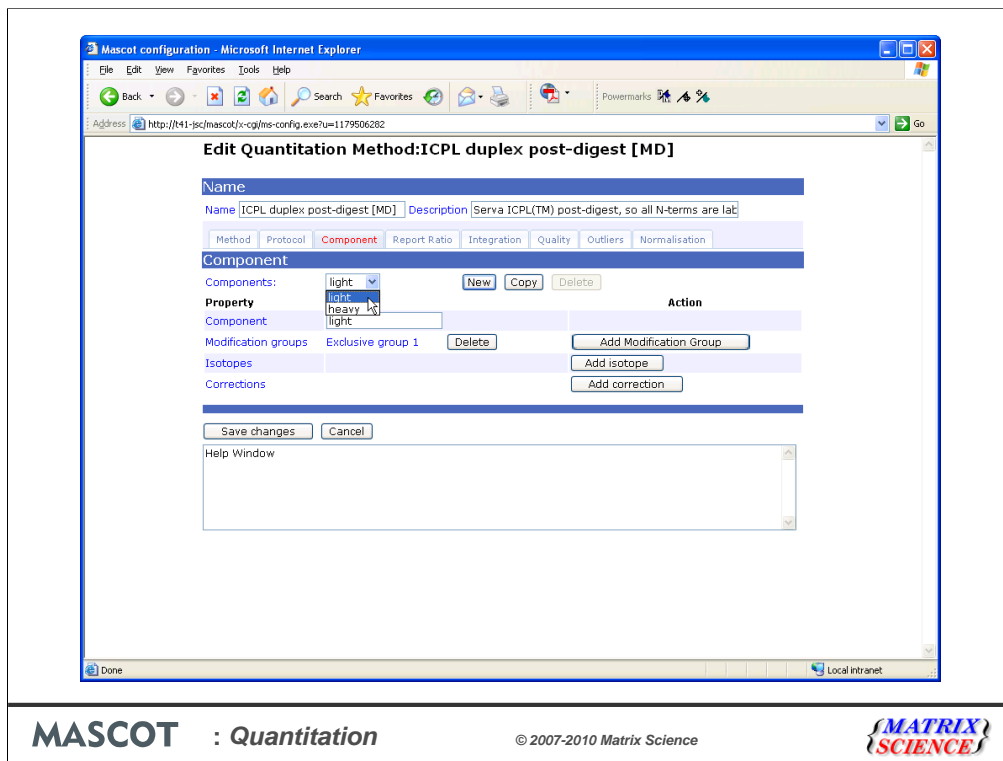 Mascot configuration - Microsoft Internet Explorer
File Edit View Favorites Tools Help
Back Search Favorites Powermarks
Address http://t41-jsc/mascot/x-cgi/ms-config.exe?u=1179506282 Go
Edit Quantitation Method:ICPL duplex post-digest [MD]
Name
Name ICPL duplex post-digest [MD] Description Serva ICPL(TM) post-digest, so all N-terms are lab
Method Protocol Component Report Ratio Integration Quality Outliers Normalisation
Component
Components: light New Copy Delete
light
Property Action
heavy
Component light
Modification groups Exclusive group 1 Delete Add Modification Group
Isotopes Add isotope
Corrections Add correction
Save changes Cancel
Help Window
Done Local intranet
MASCOT : Quantitation © 2007-2010 Matrix Science {MATRIX
SCIENCE}